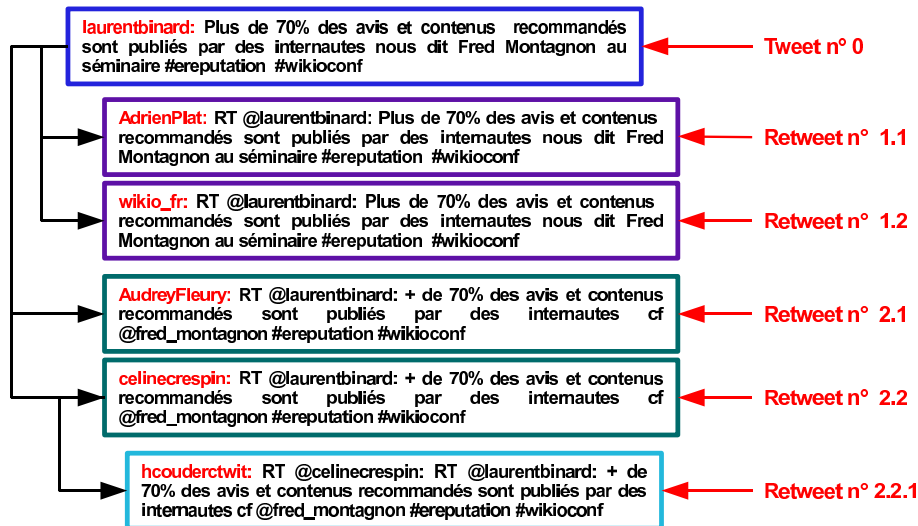 laurentbinard: Plus de 70% des avis et contenus recommandés
sont publiés par des internautes nous dit Fred Montagnon au
séminaire #ereputation #wikioconf
Tweet n° 0
AdrienPlat: RT @laurentbinard: Plus de 70% des avis et contenus
recommandés sont publiés par des internautes nous dit Fred
Montagnon au séminaire #ereputation #wikioconf
Retweet n° 1.1
wikio_fr: RT @laurentbinard: Plus de 70% des avis et contenus
recommandés sont publiés par des internautes nous dit Fred
Montagnon au séminaire #ereputation #wikioconf
Retweet n° 1.2
AudreyFleury: RT @laurentbinard: + de 70% des avis et contenus
recommandés sont publiés par des internautes cf
@fred_montagnon #ereputation #wikioconf
Retweet n° 2.1
celinecrespin: RT @laurentbinard: + de 70% des avis et contenus
recommandés sont publiés par des internautes cf
@fred_montagnon #ereputation #wikioconf
Retweet n° 2.2
hcouderctwit: RT @celinecrespin: RT @laurentbinard: + de
70% des avis et contenus recommandés sont publiés par des
internautes cf @fred_montagnon #ereputation #wikioconf
Retweet n° 2.2.1